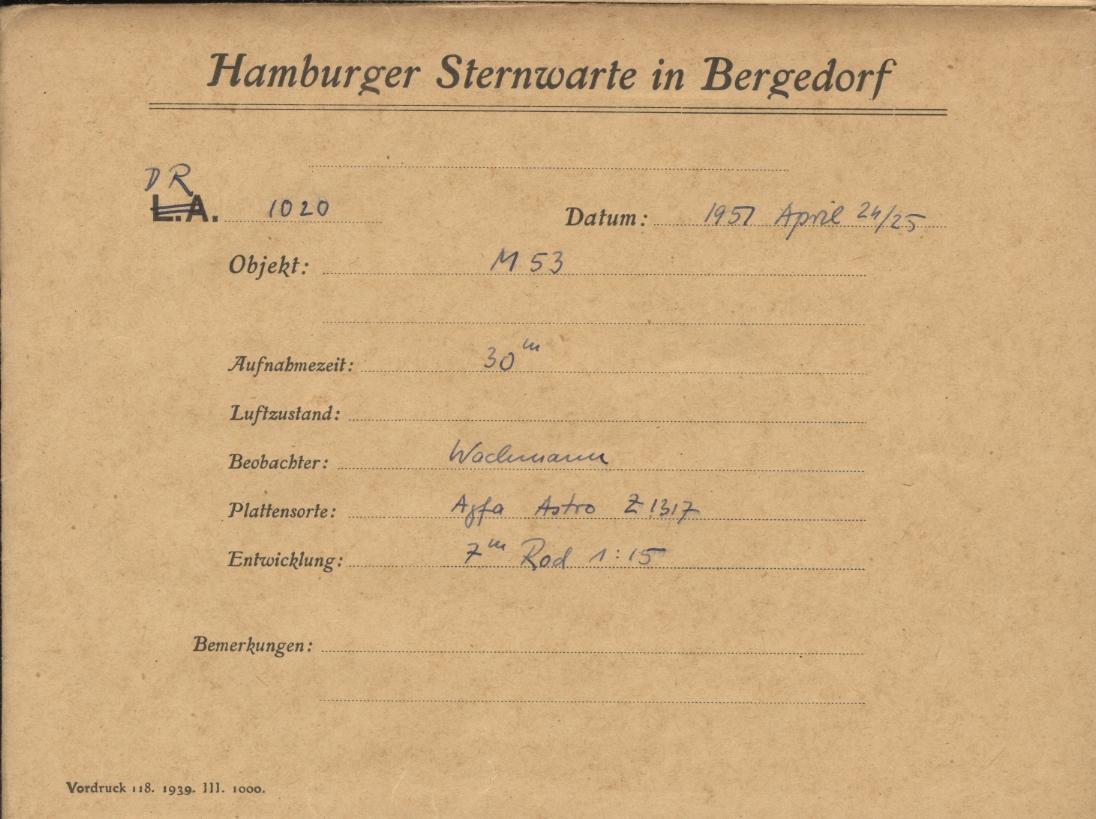 Hamburger Sternwarte in Bergedorf
DR
L.A. 1020 Datum: 1957 April 24/25
Objekt: M 53
Aufnahmezeit: 30m
Luftzustand:
Beobachter: Wachmann
Plattensorte: Agfa Astro Z 1317
Entwicklung: 7m Rod 1:15
Bemerkungen:
Vordruck 118. 1939. III. 1000.